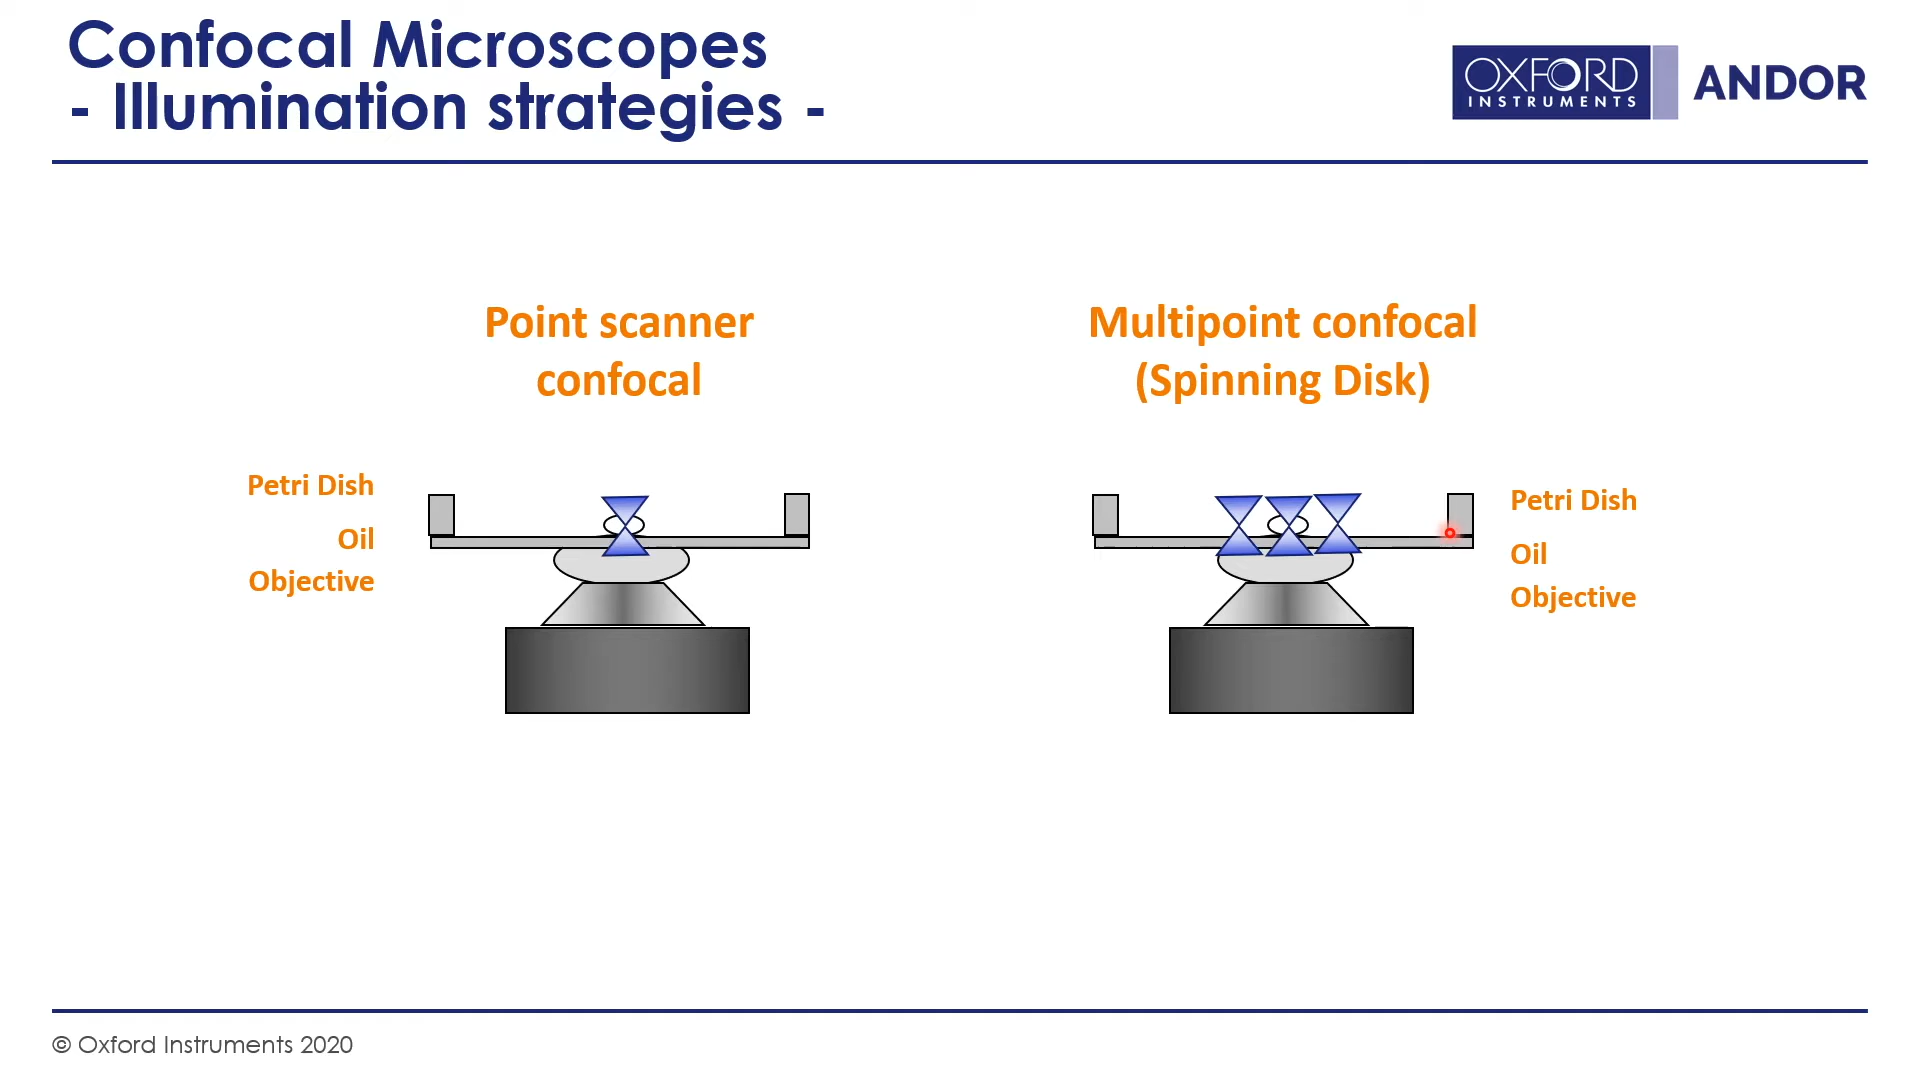 Confocal Microscopes
- Illumination strategies -
OXFORD
INSTRUMENTS
ANDOR
Point scanner
confocal
Multipoint confocal
(Spinning Disk)
Petri Dish
Oil
Objective
Petri Dish
Oil
Objective
© Oxford Instruments 2020